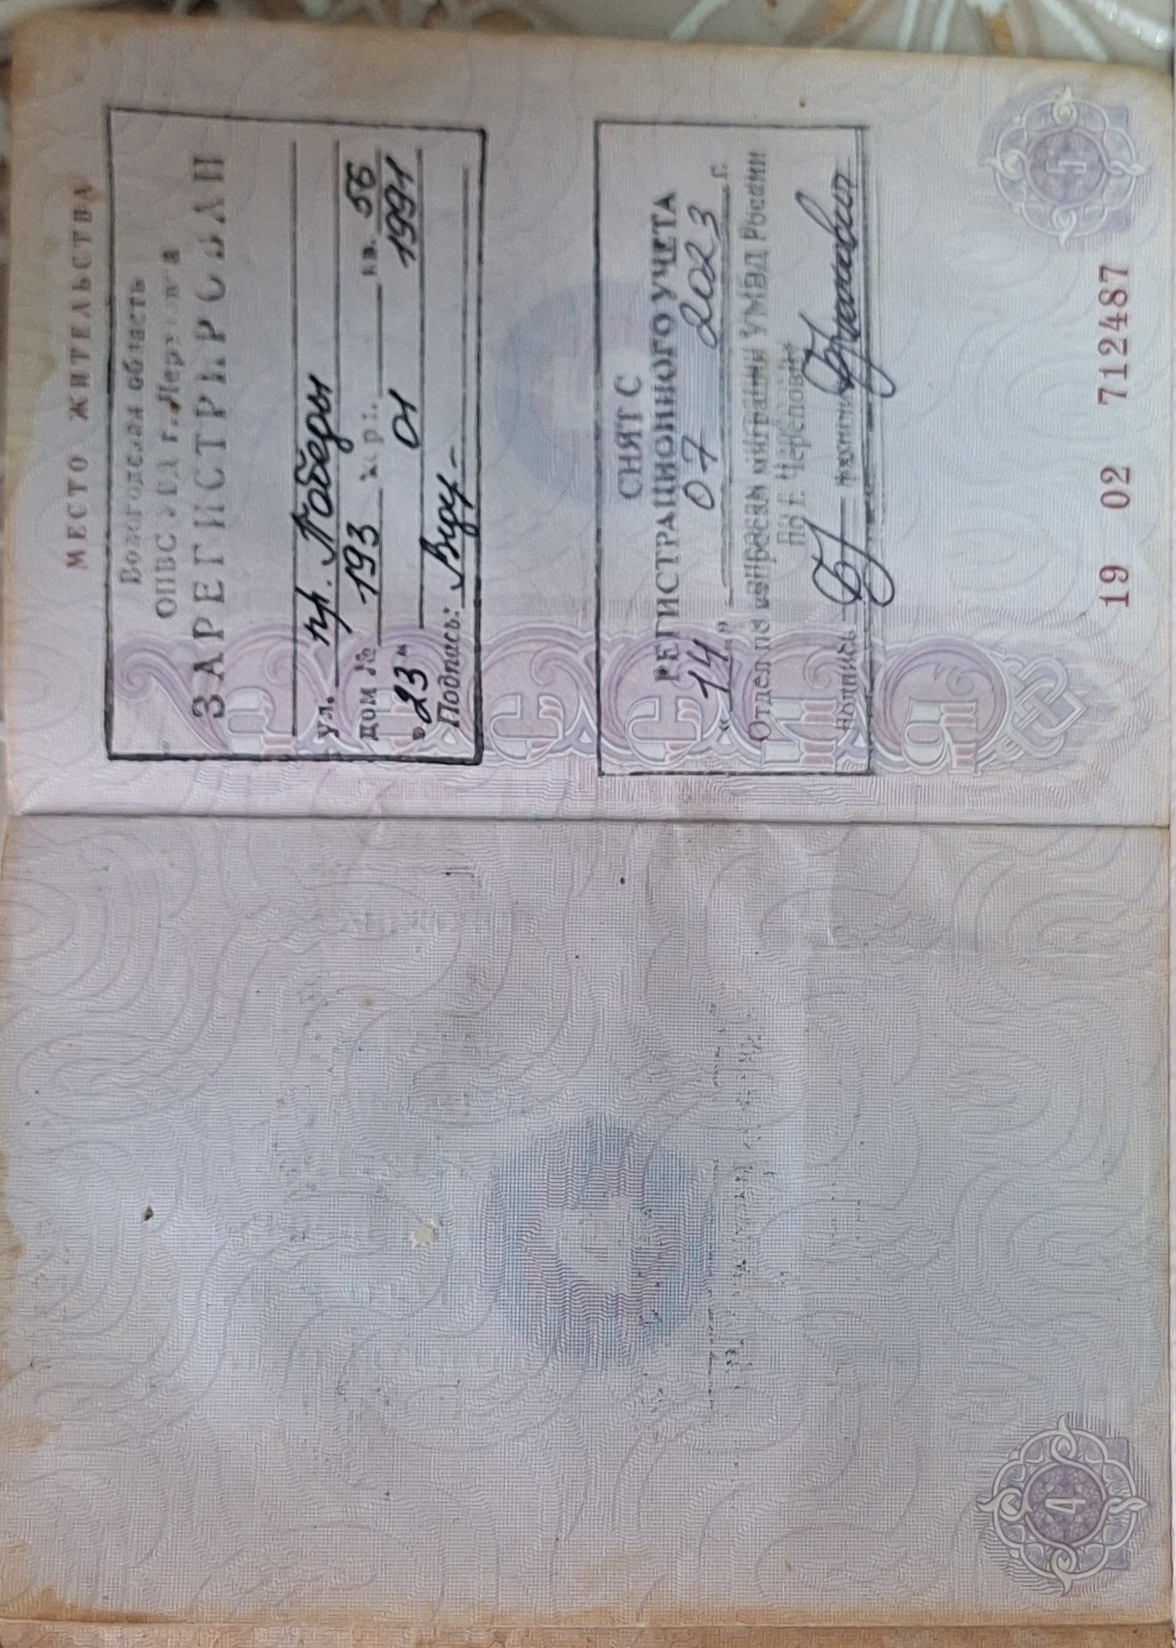 МЕСТО ЖИТЕЛЬСТВА
Вологодская область
г. Череповца
ЗАРЕГИСТРИРОВАН
ул. пр. Победы
дом № 193 корп. кв. 56
"23" 01 1991
Подпись:
СНЯТ С
РЕГИСТРАЦИОННОГО УЧЕТА
"14" 07 2023 г.
Отдел по вопросам миграции УМВД России
по г. Череповцу
Подпись
19 02 712487
4